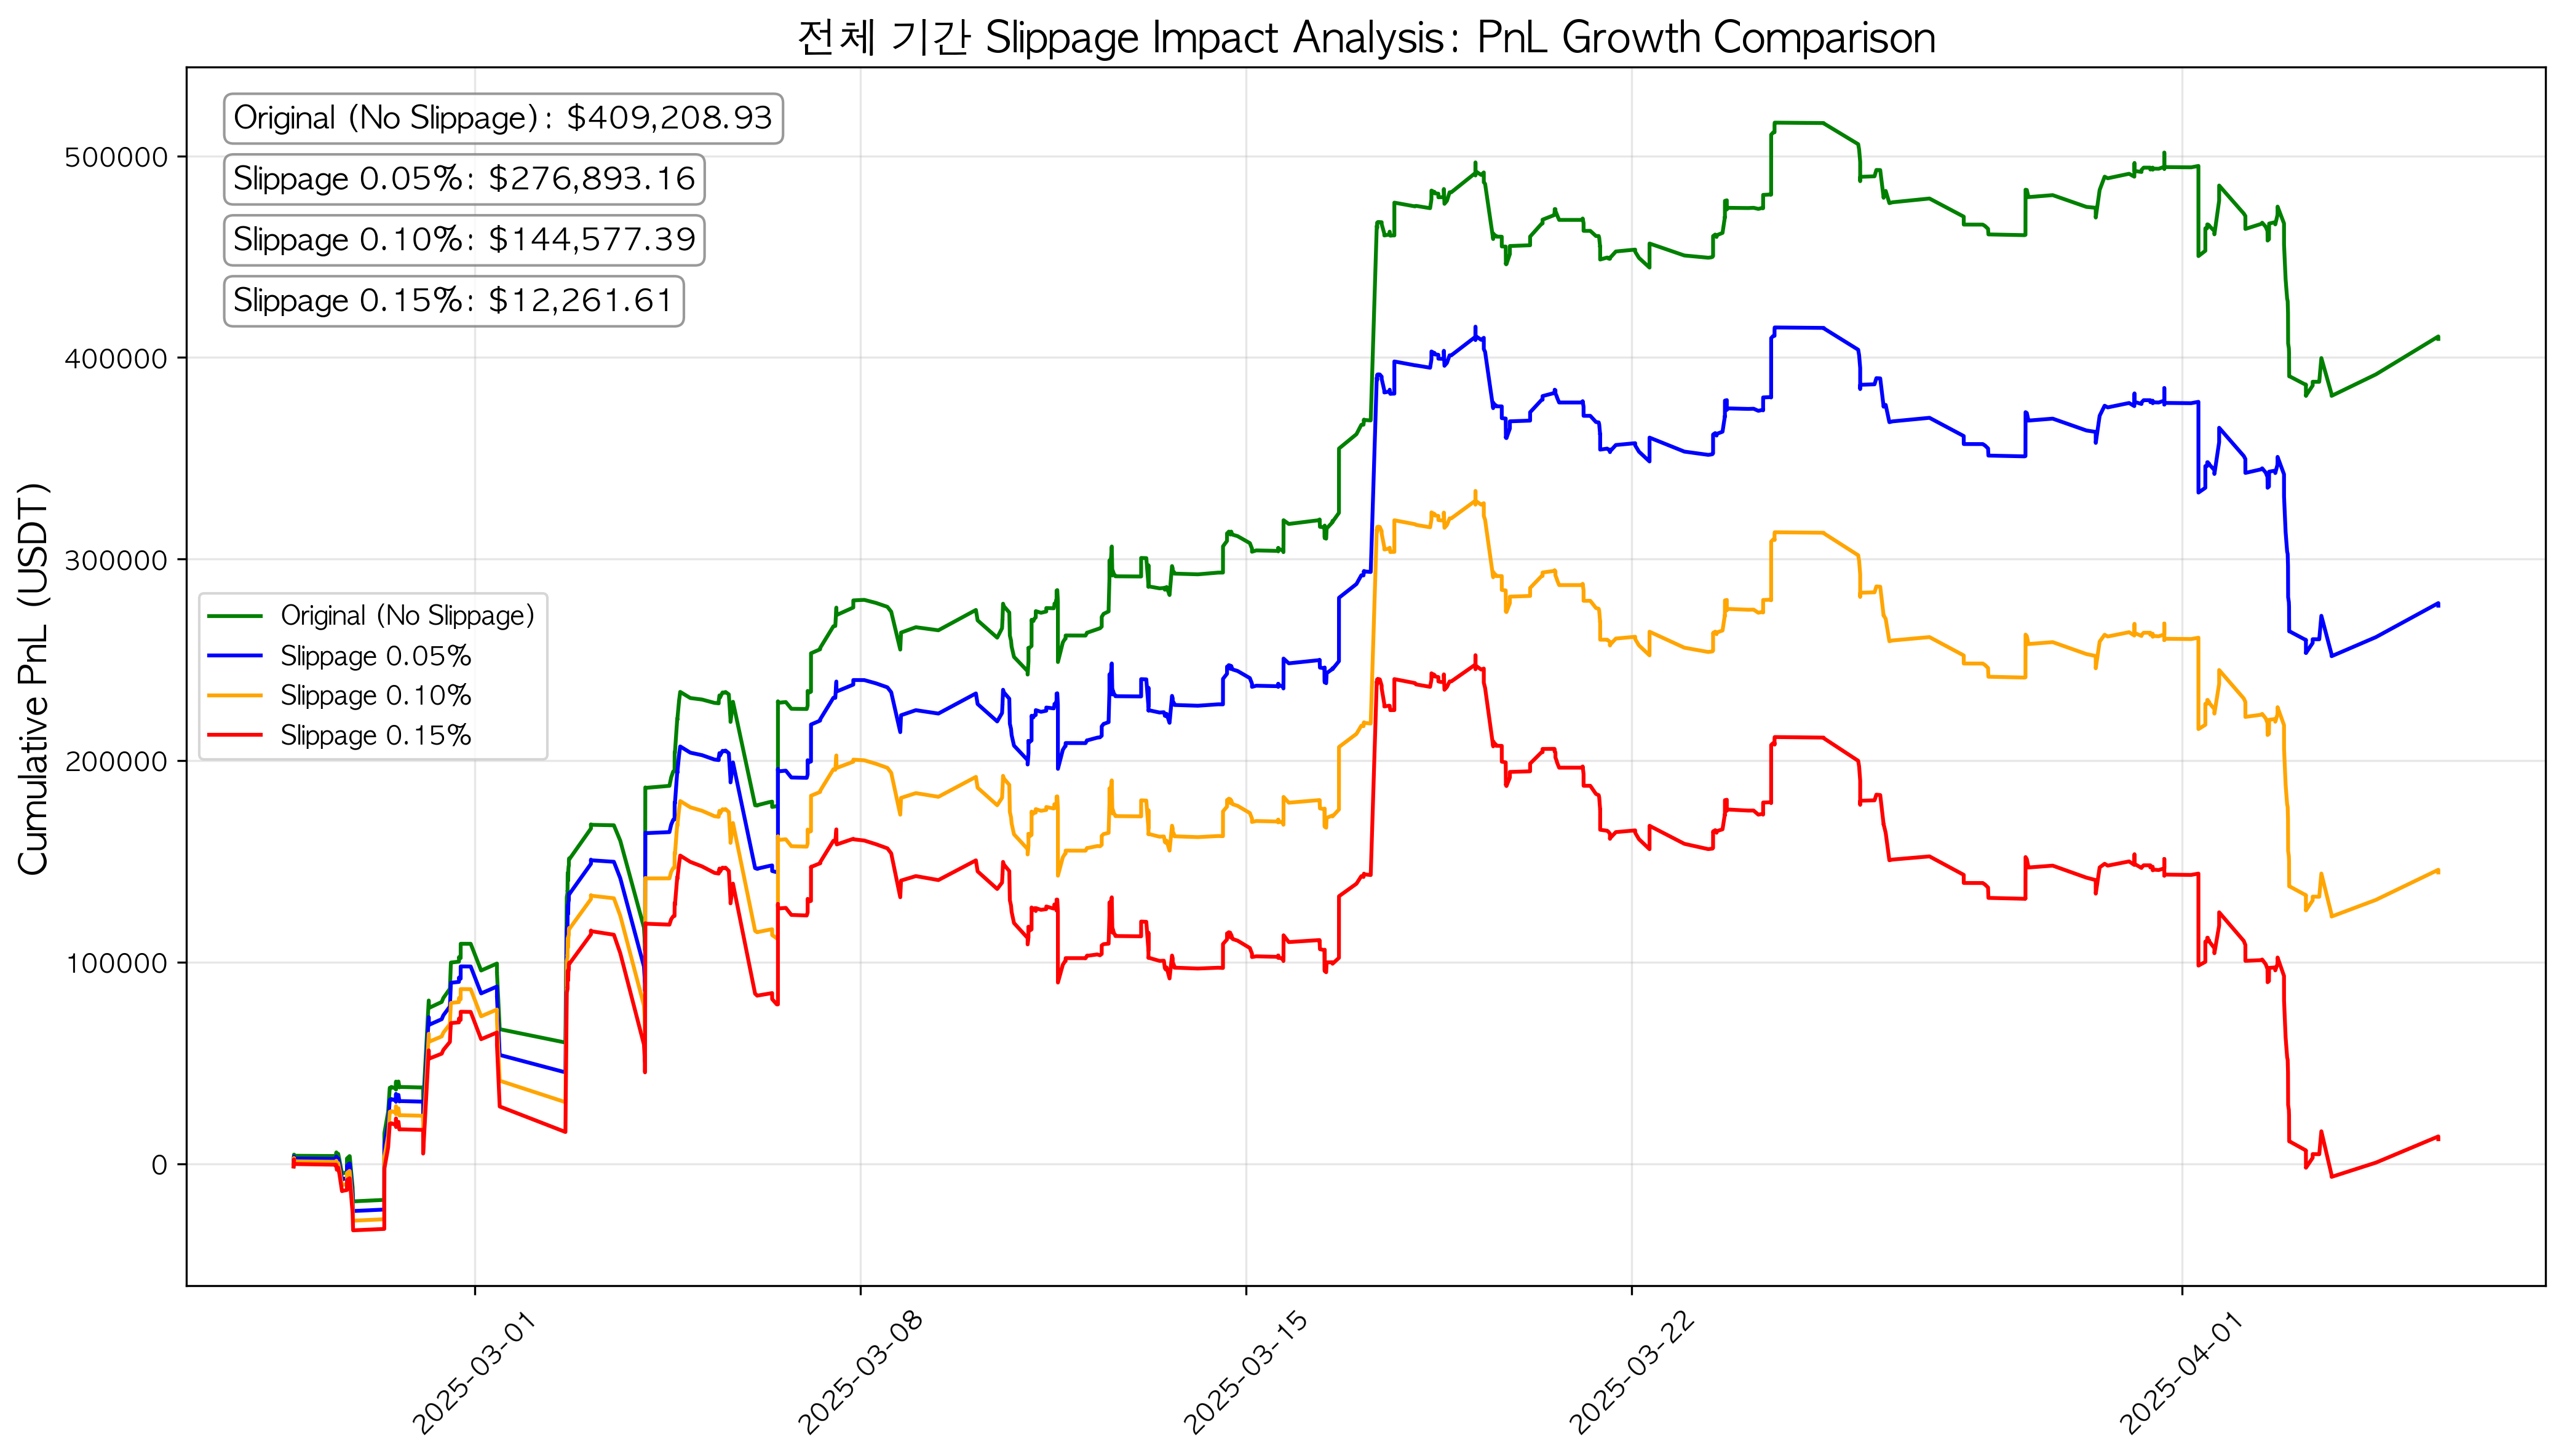 전체 기간 Slippage Impact Analysis: PnL Growth Comparison
Original (No Slippage): $409,208.93
Slippage 0.05%: $276,893.16
Slippage 0.10%: $144,577.39
Slippage 0.15%: $12,261.61
Cumulative PnL (USDT)
500000
400000
300000
200000
100000
0
Original (No Slippage)
Slippage 0.05%
Slippage 0.10%
Slippage 0.15%
2025-03-01
2025-03-08
2025-03-15
2025-03-22
2025-04-01